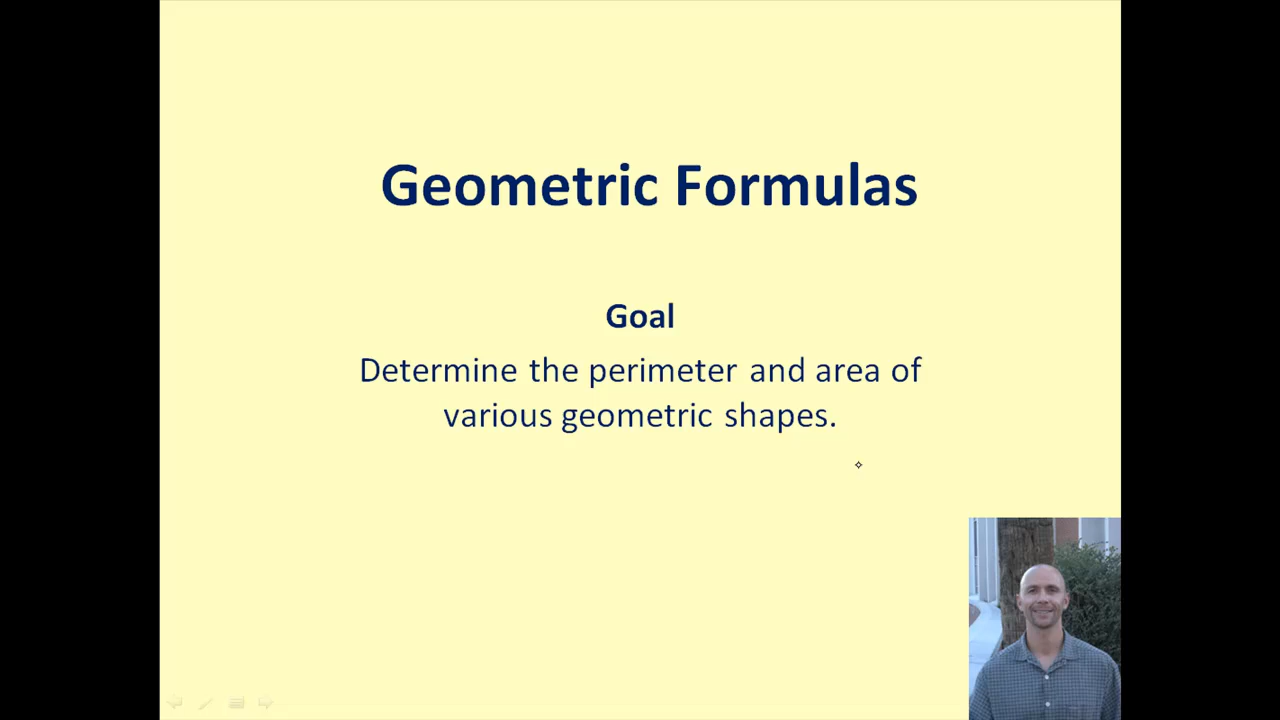 Geometric Formulas
Goal
Determine the perimeter and area of
various geometric shapes.